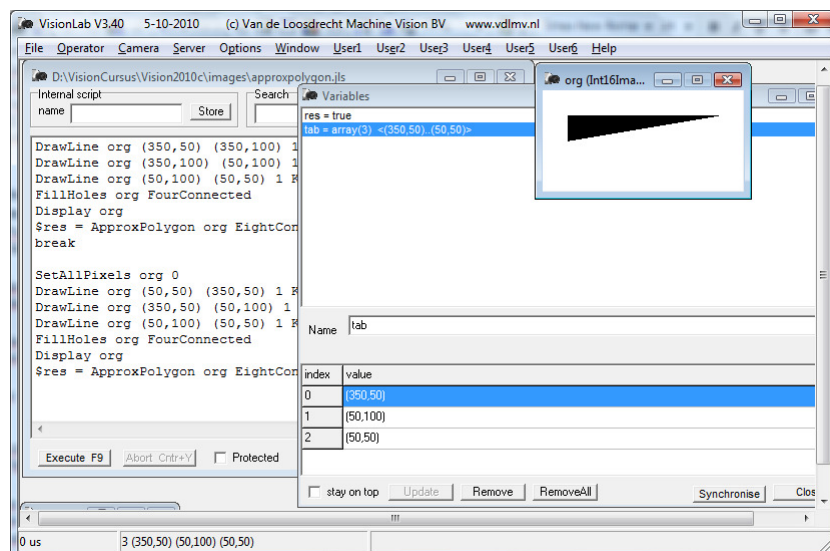 VisionLab V3.40 5-10-2010 (c) Van de Loosdrecht Machine Vision BV www.vdlmv.nl
File Operator Camera Server Options Window User1 User2 User3 User4 User5 User6 Help
D:\VisionCursus\Vision2010c\images\approxpolygon.jls
Internal script
Search
name
Store
DrawLine org (350,50) (350,100) 1
DrawLine org (350,100) (50,100) 1
DrawLine org (50,100) (50,50) 1 K
FillHoles org FourConnected
Display org
$res = ApproxPolygon org EightCon
break
SetAllPixels org 0
DrawLine org (50,50) (350,50) 1 K
DrawLine org (350,50) (50,100) 1
DrawLine org (50,100) (50,50) 1 K
FillHoles org FourConnected
Display org
$res = ApproxPolygon org EightCon
Execute F9
Abort Cntr+Y
Protected
Variables
res = true
tab = array(3) <(350,50)..(50,50)>
Name
tab
index value
0 (350,50)
1 (50,100)
2 (50,50)
stay on top
Update
Remove
RemoveAll
Synchronise
Clos
org (Int16Ima...
0 us
3 (350,50) (50,100) (50,50)